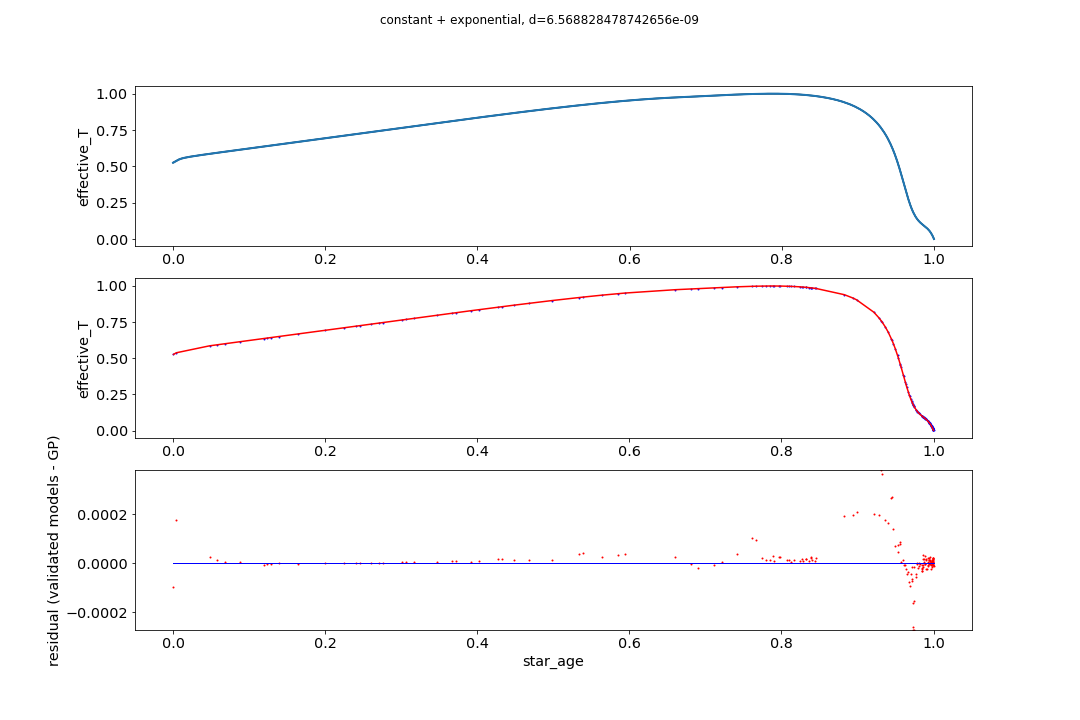 constant + exponential, d=6.568828478742656e-09
1.00
0.75
0.50
0.25
0.00
effective_T
0.0 0.2 0.4 0.6 0.8 1.0
1.00
0.75
0.50
0.25
0.00
effective_T
0.0 0.2 0.4 0.6 0.8 1.0
0.0002
0.0000
−0.0002
residual (validated models - GP)
0.0 0.2 0.4 0.6 0.8 1.0
star_age